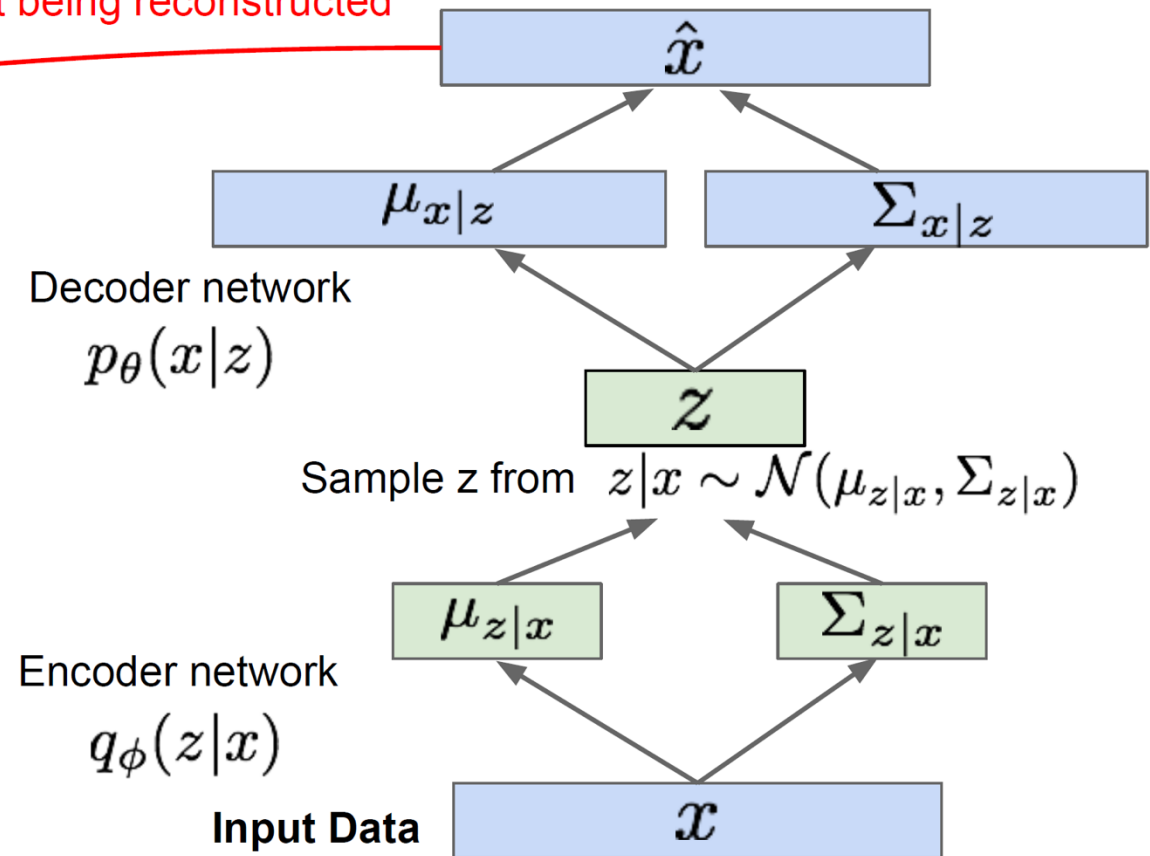 being reconstructed
x̂
μ_{x|z}
Σ_{x|z}
Decoder network
p_θ(x|z)
z
Sample z from z|x ∼ 𝒩(μ_{z|x}, Σ_{z|x})
μ_{z|x}
Σ_{z|x}
Encoder network
q_ϕ(z|x)
Input Data
x